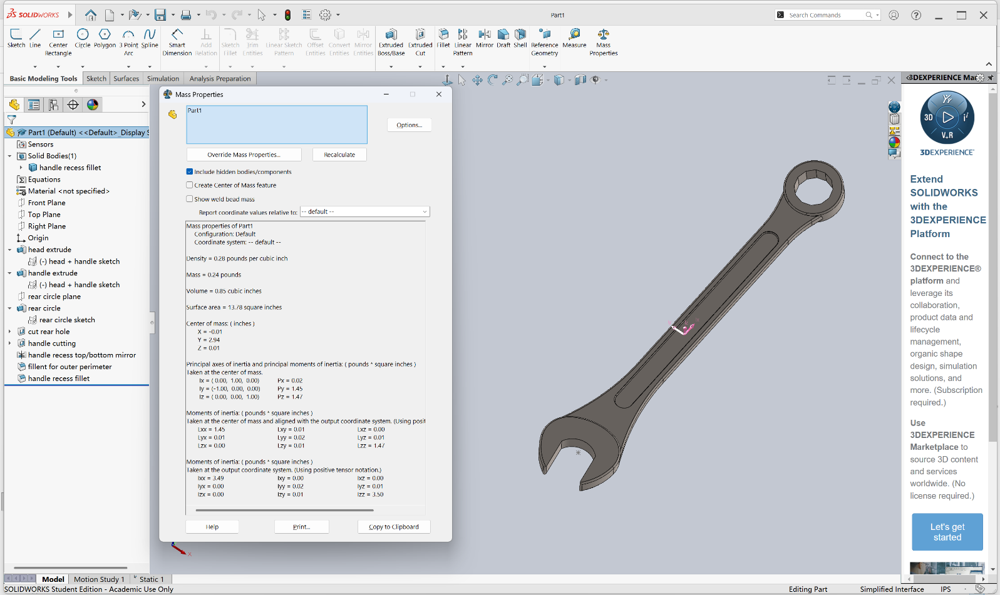 SOLIDWORKS
Part1
Search Commands
Sketch
Line
Center Rectangle
Circle
Polygon
3 Point Arc
Spline
Smart Dimension
Add Relation
Sketch Fillet
Trim Entities
Linear Sketch Pattern
Offset Entities
Convert Entities
Mirror Entities
Extruded Boss/Base
Extruded Cut
Fillet
Linear Pattern
Mirror
Draft
Shell
Reference Geometry
Measure
Mass Properties
Basic Modeling Tools
Sketch
Surfaces
Simulation
Analysis Preparation
Part1 (Default) <<Default>_Display S
Sensors
Solid Bodies(1)
handle recess fillet
Equations
Material <not specified>
Front Plane
Top Plane
Right Plane
Origin
head extrude
(-) head + handle sketch
handle extrude
(-) head + handle sketch
rear circle plane
rear circle
rear circle sketch
cut rear hole
handle cutting
handle recess top/bottom mirror
fillent for outer perimeter
handle recess fillet
Mass Properties
Part1
Options...
Override Mass Properties...
Recalculate
Include hidden bodies/components
Create Center of Mass feature
Show weld bead mass
Report coordinate values relative to: -- default --
Mass properties of Part1
Configuration: Default
Coordinate system: -- default --
Density = 0.28 pounds per cubic inch
Mass = 0.24 pounds
Volume = 0.85 cubic inches
Surface area = 13.78 square inches
Center of mass: ( inches )
X = -0.01
Y = 2.94
Z = 0.01
Principal axes of inertia and principal moments of inertia: ( pounds * square inches )
Taken at the center of mass.
Ix = ( 0.00, 1.00, 0.00) Px = 0.02
Iy = (-1.00, 0.00, 0.00) Py = 1.45
Iz = ( 0.00, 0.00, 1.00) Pz = 1.47
Moments of inertia: ( pounds * square inches )
Taken at the center of mass and aligned with the output coordinate system. (Using posit
Lxx = 1.45 Lxy = 0.01 Lxz = 0.00
Lyx = 0.01 Lyy = 0.02 Lyz = 0.01
Lzx = 0.00 Lzy = 0.01 Lzz = 1.47
Moments of inertia: ( pounds * square inches )
Taken at the output coordinate system. (Using positive tensor notation.)
Ixx = 3.49 Ixy = 0.00 Ixz = 0.00
Iyx = 0.00 Iyy = 0.02 Iyz = 0.01
Izx = 0.00 Izy = 0.01 Izz = 3.50
Help
Print...
Copy to Clipboard
X
3DEXPERIENCE Mar
3D
V,R
3DEXPERIENCE
Extend
SOLIDWORKS
with the
3DEXPERIENCE
Platform
Connect to the
3DEXPERIENCE®
platform and
leverage its
collaboration,
product data and
lifecycle
management,
organic shape
design, simulation
solutions, and
more. (Subscription
required.)
Use
3DEXPERIENCE
Marketplace to
source 3D content
and services
worldwide. (No
license required.)
Let's get
started
Model
Motion Study 1
Static 1
SOLIDWORKS Student Edition - Academic Use Only
Editing Part
Simplified Interface
IPS